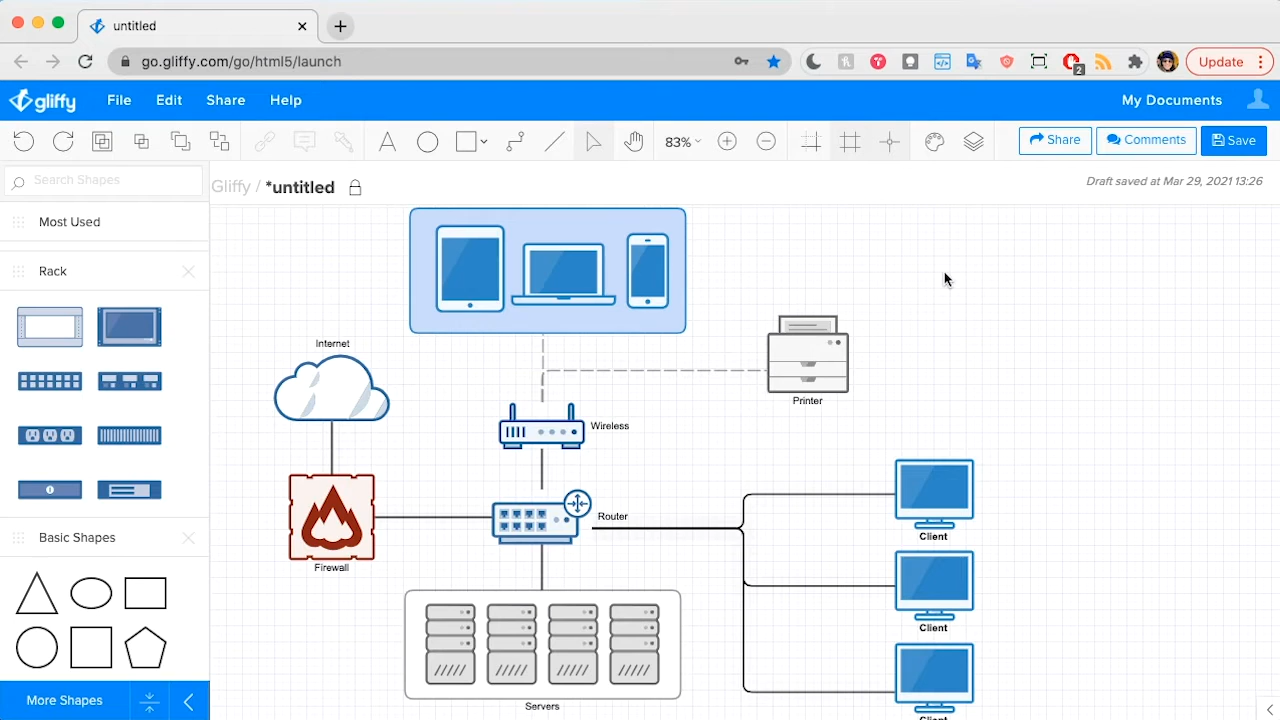 untitled
go.gliffy.com/go/html5/launch
2
Update
gliffy
File Edit Share Help
My Documents
A
83%
Share
Comments
Save
Search Shapes
Gliffy / *untitled
Draft saved at Mar 29, 2021 13:26
Most Used
Rack
Basic Shapes
More Shapes
Internet
Printer
Wireless
Router
Firewall
Client
Client
Servers
Client